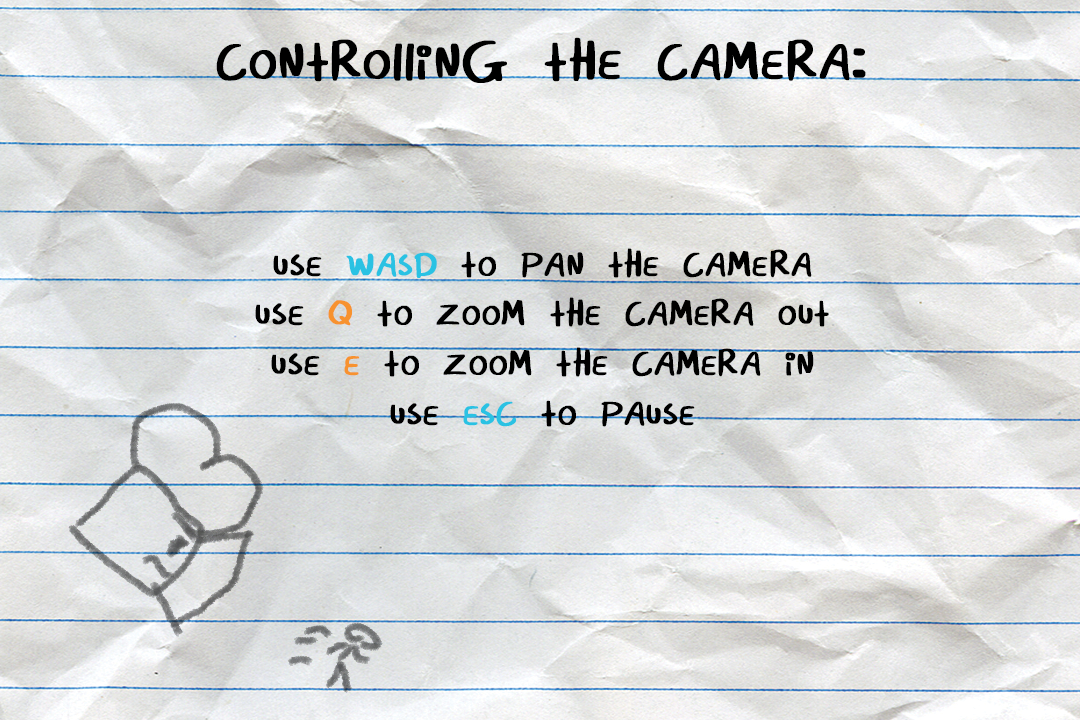 CONTROLLING THE CAMERA:
USE WASD TO PAN THE CAMERA
USE Q TO ZOOM THE CAMERA OUT
USE E TO ZOOM THE CAMERA IN
USE ESC TO PAUSE